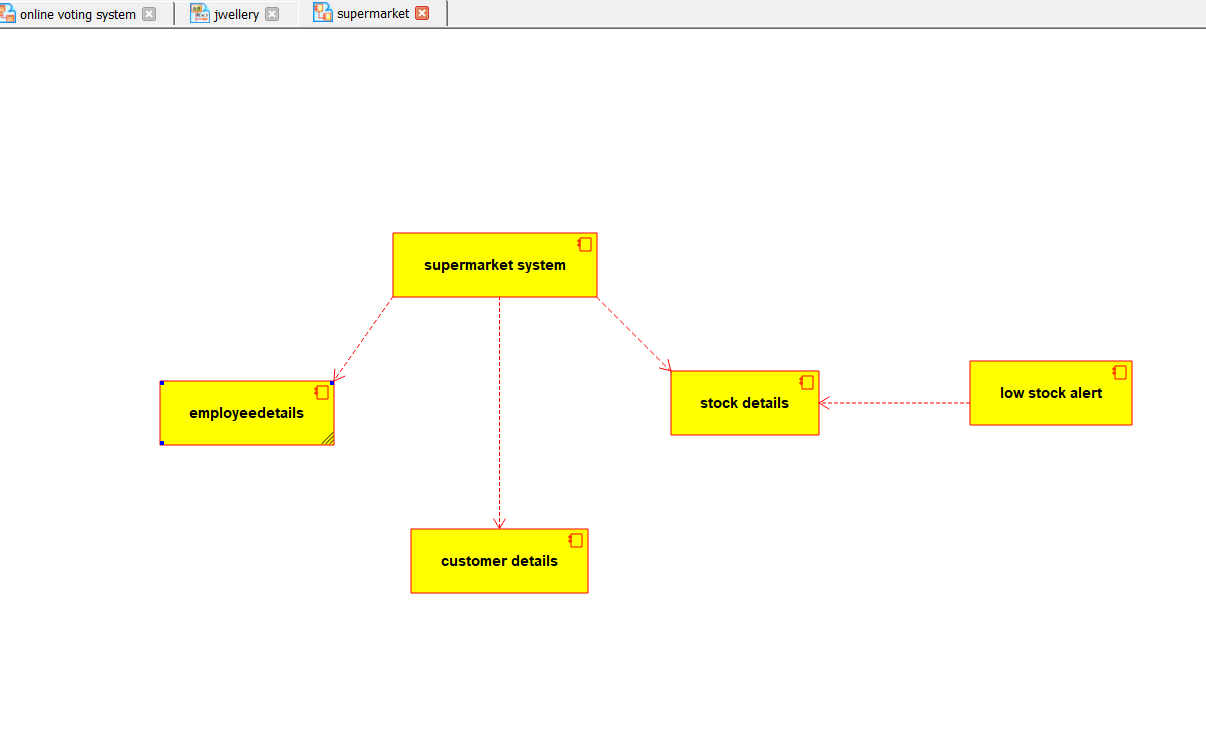 online voting system
jwellery
supermarket
supermarket system
employeedetails
stock details
low stock alert
customer details